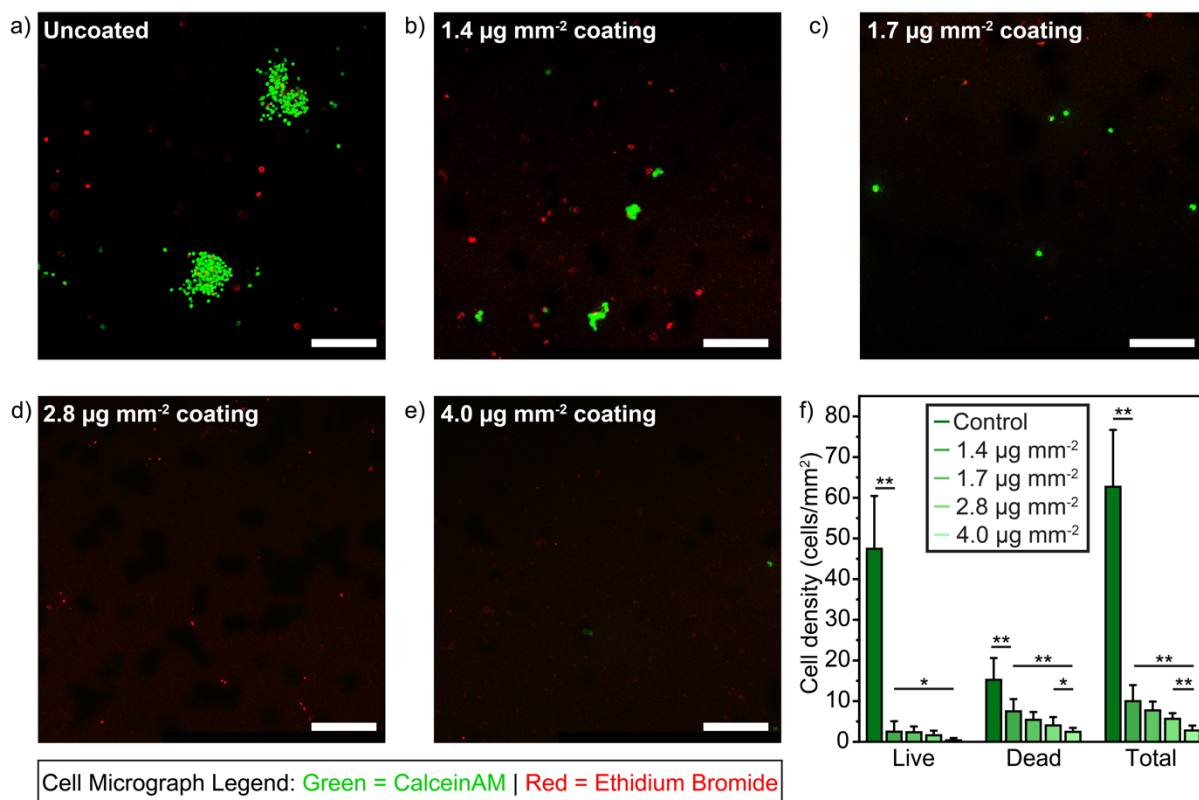 a) Uncoated
b) 1.4 µg mm⁻² coating
c) 1.7 µg mm⁻² coating
d) 2.8 µg mm⁻² coating
e) 4.0 µg mm⁻² coating
f)
Cell density (cells/mm²)
80
70
60
50
40
30
20
10
0
Control
1.4 µg mm⁻²
1.7 µg mm⁻²
2.8 µg mm⁻²
4.0 µg mm⁻²
**
*
**
**
*
**
**
**
Live
Dead
Total
Cell Micrograph Legend: Green = CalceinAM | Red = Ethidium Bromide